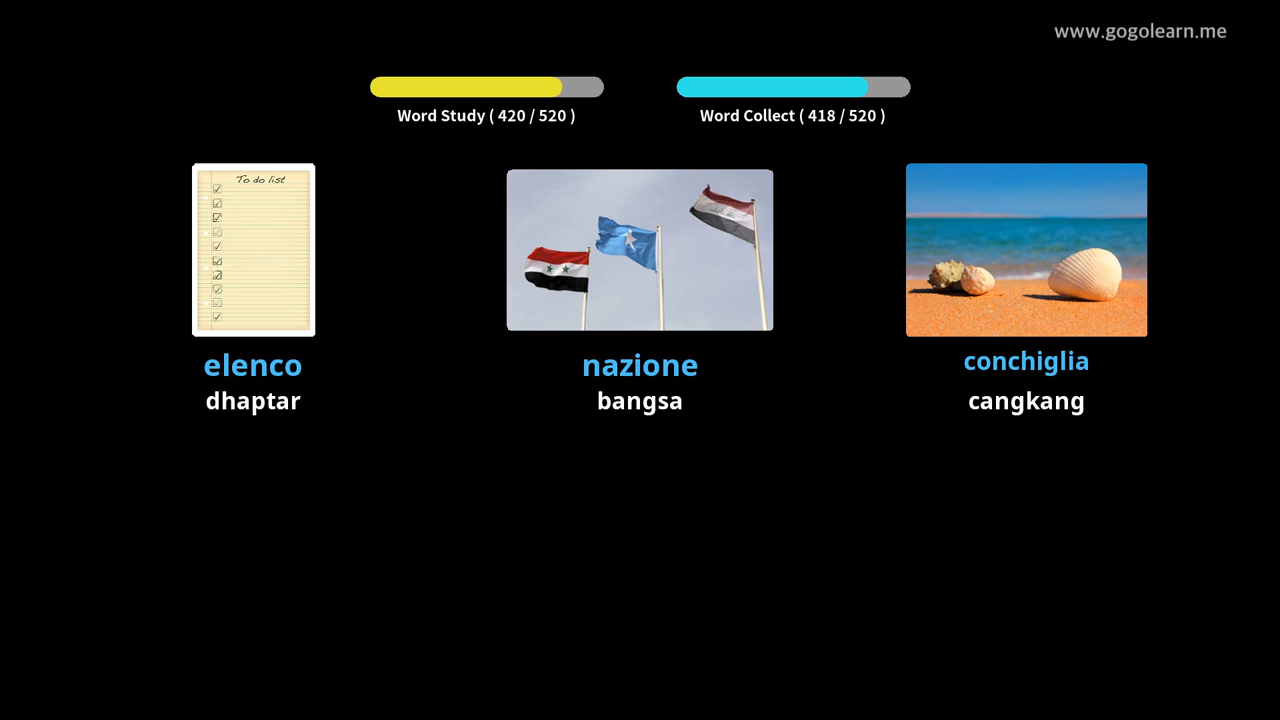 www.gogolearn.me
Word Study ( 420 / 520 )
Word Collect ( 418 / 520 )
To do list
elenco
dhaptar
nazione
bangsa
conchiglia
cangkang